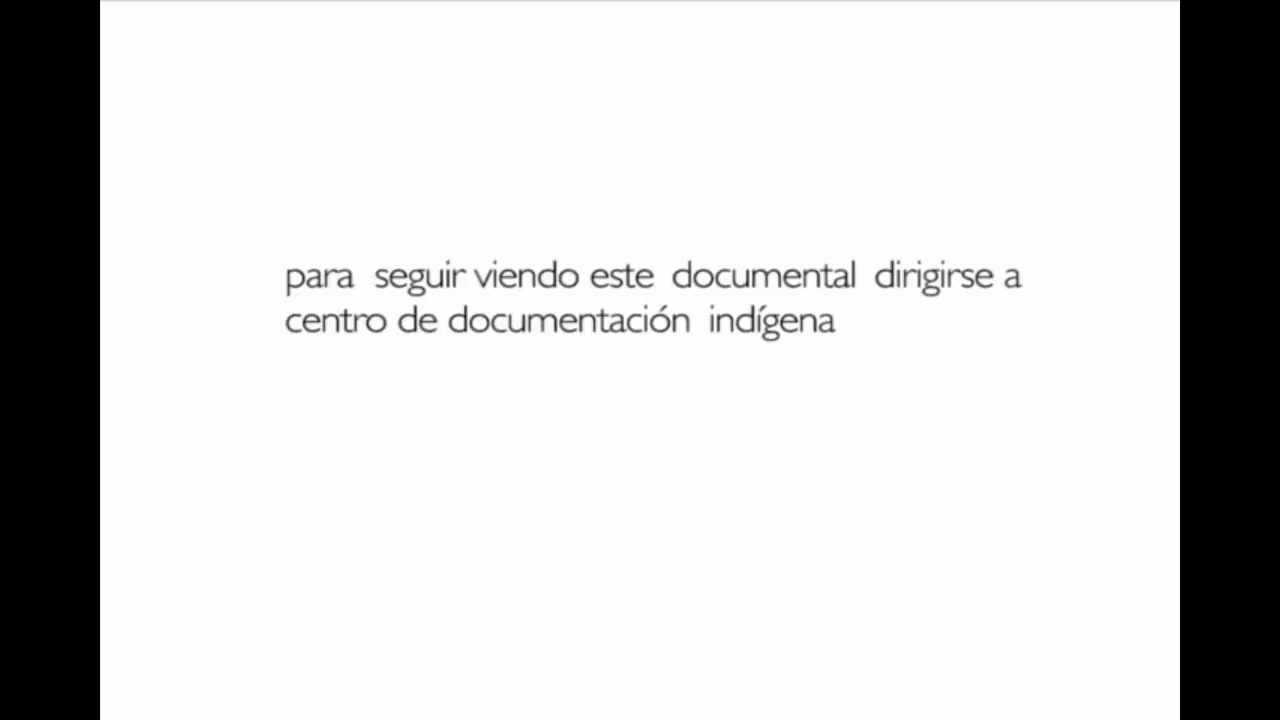 para seguir viendo este documental dirigirse a
centro de documentación indígena